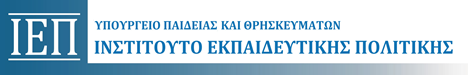 ΙΕΠ
ΥΠΟΥΡΓΕΙΟ ΠΑΙΔΕΙΑΣ ΚΑΙ ΘΡΗΣΚΕΥΜΑΤΩΝ
ΙΝΣΤΙΤΟΥΤΟ ΕΚΠΑΙΔΕΥΤΙΚΗΣ ΠΟΛΙΤΙΚΗΣ